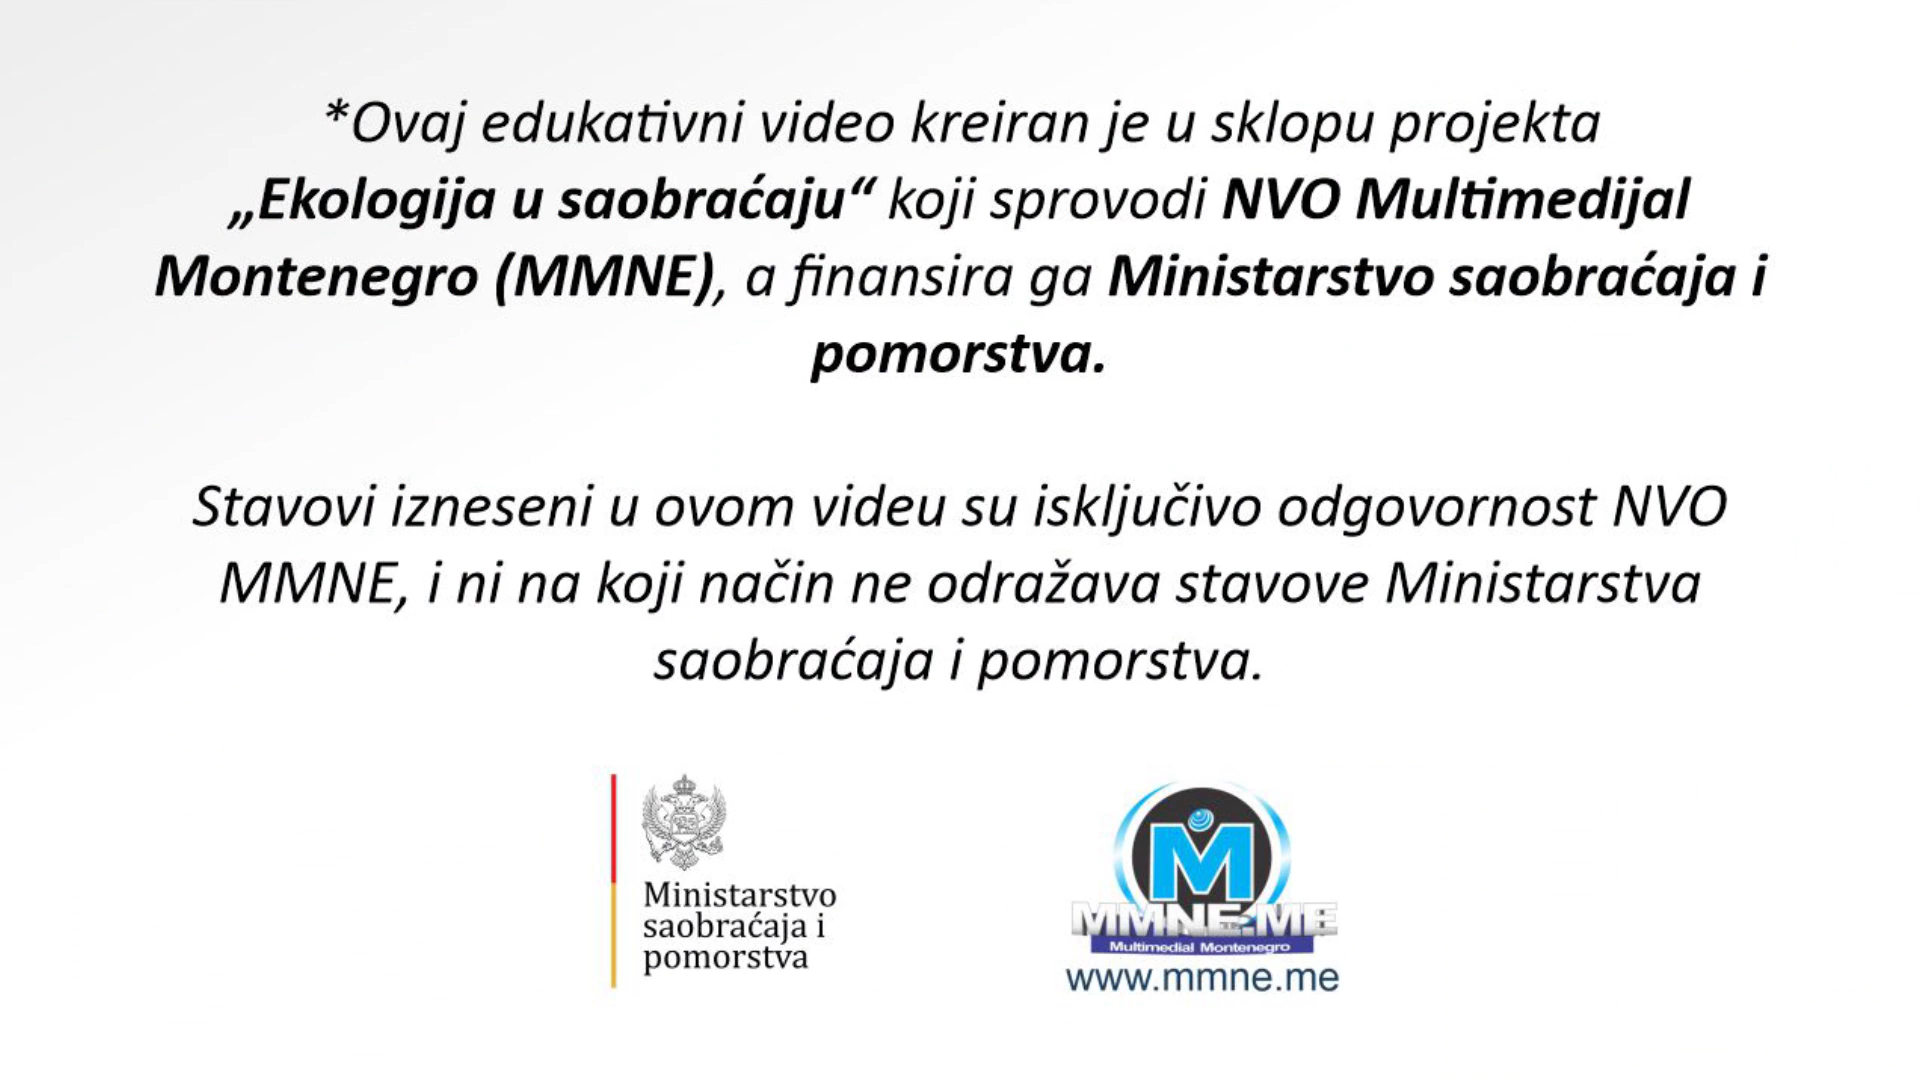 *Ovaj edukativni video kreiran je u sklopu projekta
„Ekologija u saobraćaju“ koji sprovodi NVO Multimedijal
Montenegro (MMNE), a finansira ga Ministarstvo saobraćaja i
pomorstva.
Stavovi izneseni u ovom videu su isključivo odgovornost NVO
MMNE, i ni na koji način ne odražava stavove Ministarstva
saobraćaja i pomorstva.
Ministarstvo
saobraćaja i
pomorstva
M
MMNE.ME
Multimedial Montenegro
www.mmne.me